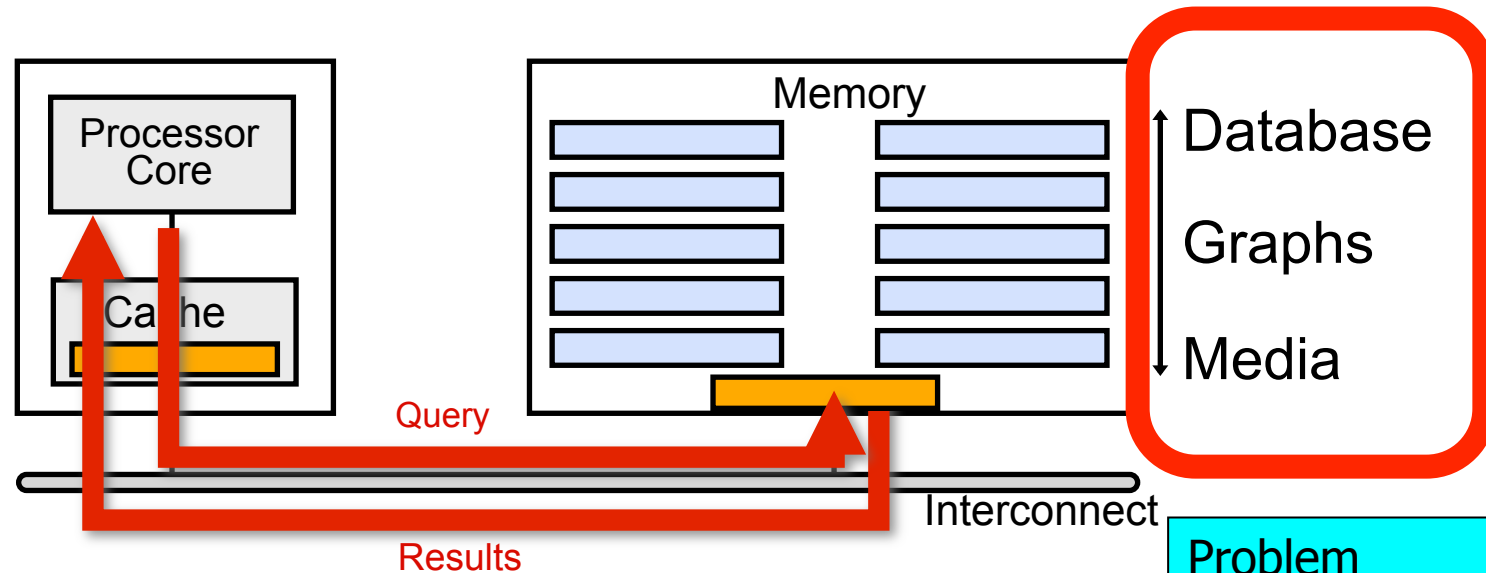 Processor
Core
Cache
Memory
Database
Graphs
Media
Query
Interconnect
Results
Problem